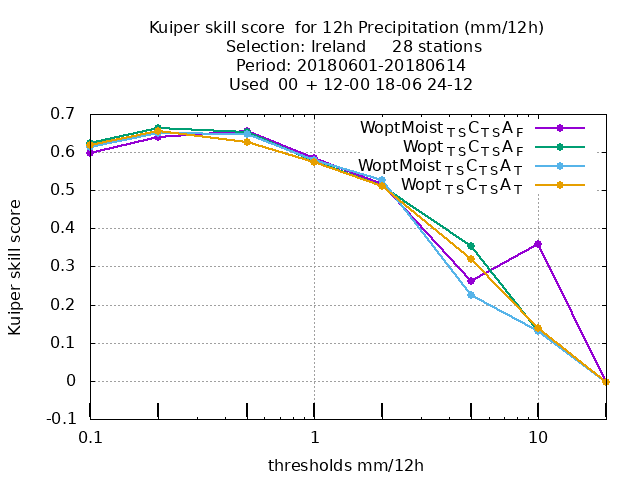 Kuiper skill score  for 12h Precipitation (mm/12h)
Selection: Ireland     28 stations
Period: 20180601-20180614
Used  00  + 12-00 18-06 24-12
0.7
0.6
0.5
0.4
0.3
0.2
0.1
0
-0.1
Kuiper skill score
WoptMoist TS C TS A F
Wopt TS C TS A F
WoptMoist TS C TS A T
Wopt TS C TS A T
0.1 1 10
thresholds mm/12h